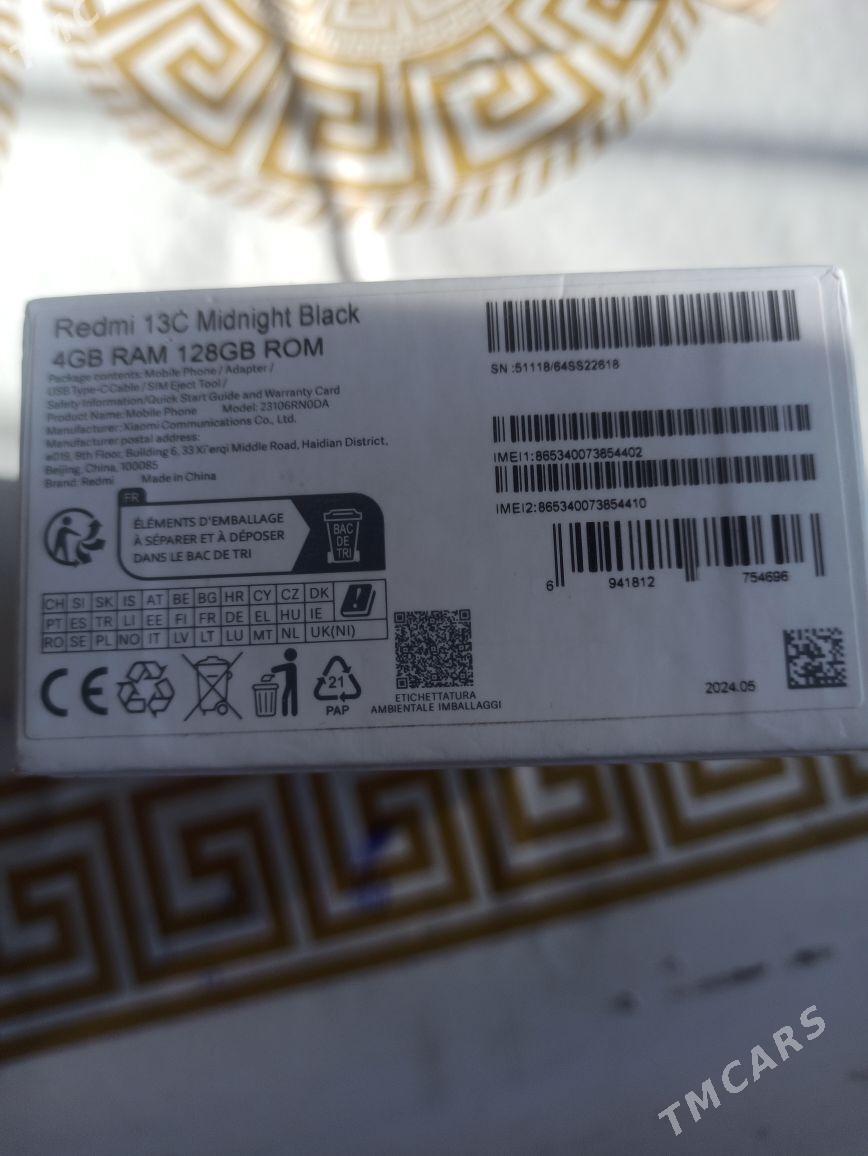 Redmi 13C Midnight Black
4GB RAM 128GB ROM
Package contents: Mobile Phone / Adapter /
USB Type-C Cable / SIM Eject Tool /
Safety Information/Quick Start Guide and Warranty Card
Product Name: Mobile Phone Model: 23106RN0DA
Manufacturer: Xiaomi Communications Co., Ltd.
Manufacturer postal address:
#019, 9th Floor, Building 6, 33 Xi'erqi Middle Road, Haidian District,
Beijing, China, 100085
Brand: Redmi Made in China
SN :51118/64SS22618
IMEI1:865340073854402
IMEI2:865340073854410
6 941812 754696
FR
ÉLÉMENTS D'EMBALLAGE
À SÉPARER ET À DÉPOSER
DANS LE BAC DE TRI
BAC
DE
TRI
CH SI SK IS AT BE BG HR CY CZ DK
PT ES TR LI EE FI FR DE EL HU IE
RO SE PL NO IT LV LT LU MT NL UK(NI)
CE
21
PAP
ETICHETTATURA
AMBIENTALE IMBALLAGGI
2024.05
TMCARS